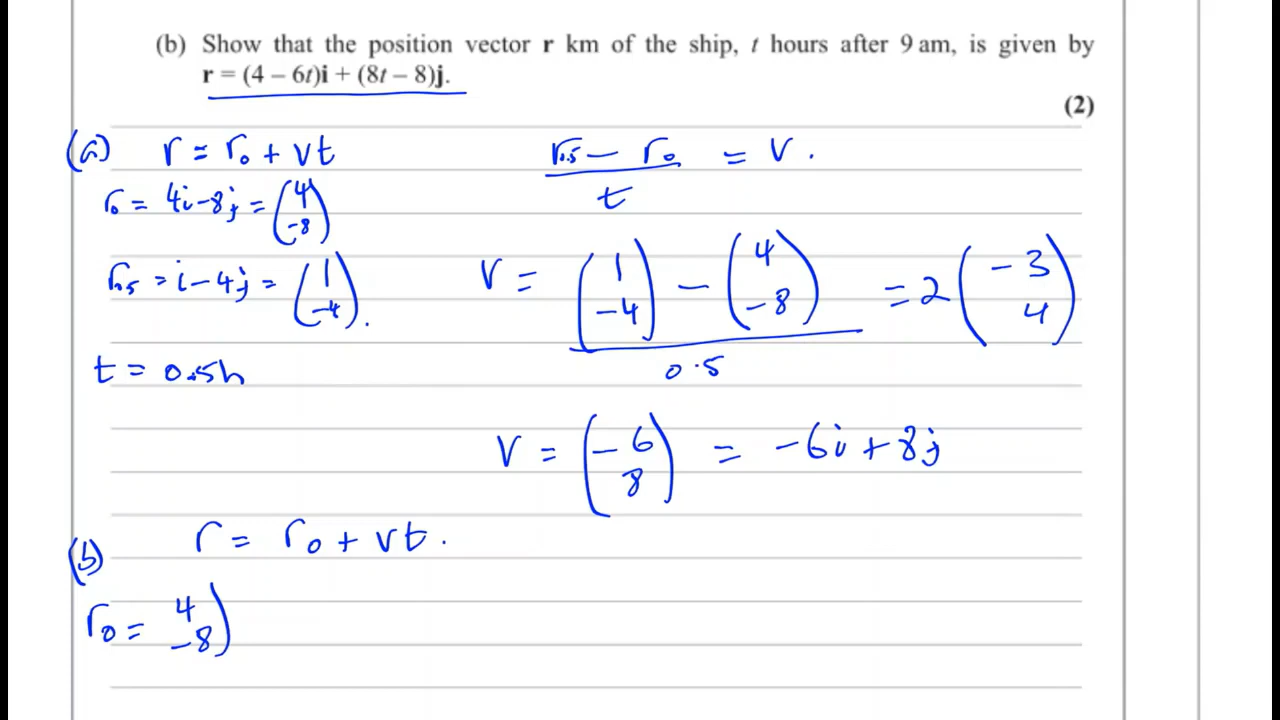 (b) Show that the position vector r km of the ship, t hours after 9 am, is given by
r = (4 – 6t)i + (8t – 8)j.
(2)
(a) r = r₀ + vt
r₀.₅ – r₀ / t = v.
r₀ = 4i – 8j = (4 -8)
r₀.₅ = i – 4j = (1 -4).
v = (1 -4) – (4 -8) / 0.5 = 2 (-3 4)
t = 0.5h
v = (-6 8) = -6i + 8j
(b) r = r₀ + vt.
r₀ = 4 -8)